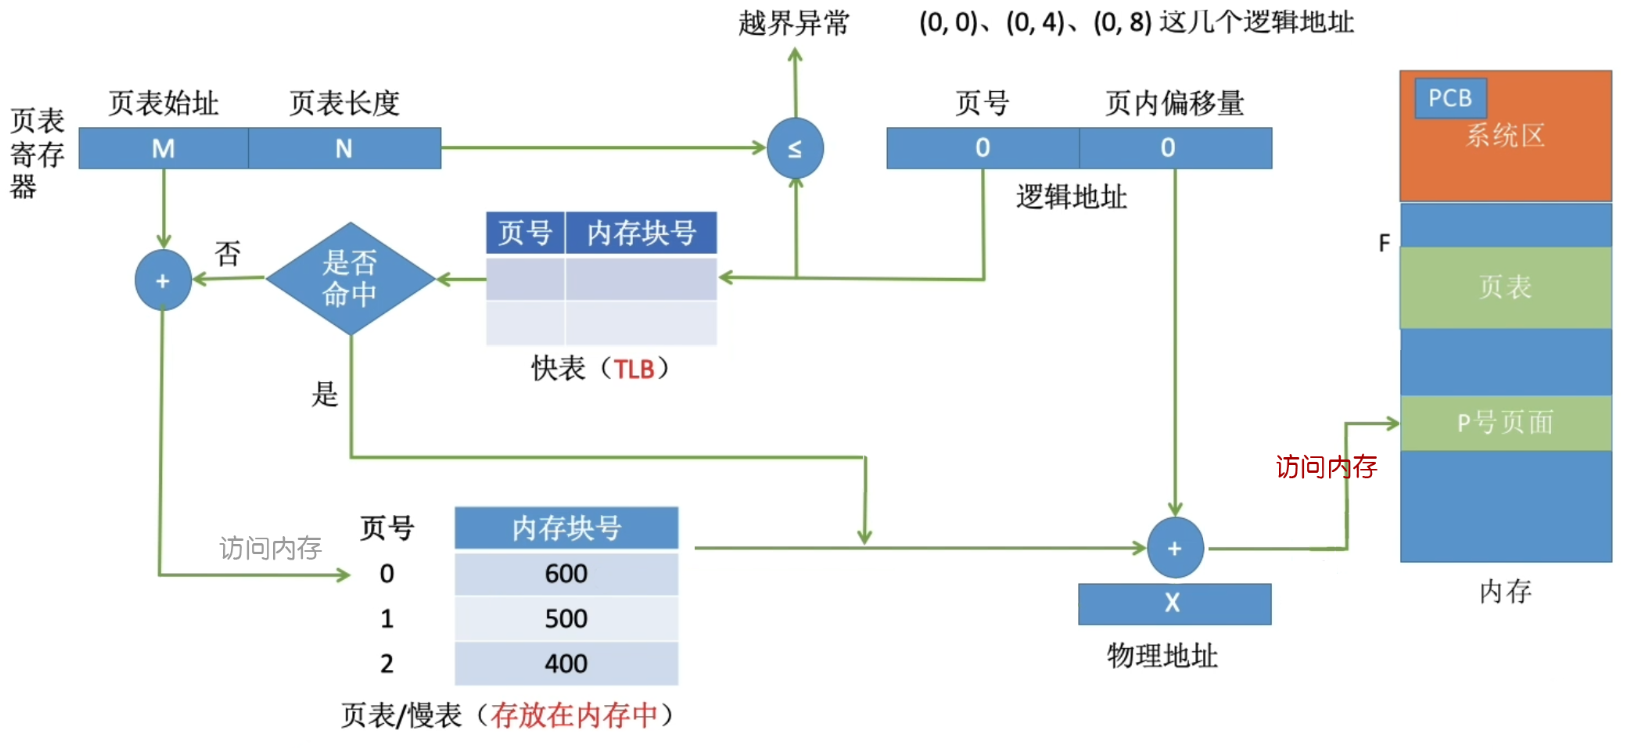 越界异常
(0, 0)、(0, 4)、(0, 8) 这几个逻辑地址
页表寄存器
页表始址
页表长度
M
N
≤
页号
页内偏移量
0
0
逻辑地址
PCB
系统区
F
页表
P号页面
内存
页号
内存块号
快表（TLB）
是否命中
否
是
+
访问内存
页号
内存块号
0
600
1
500
2
400
页表/慢表（存放在内存中）
+
X
物理地址
访问内存